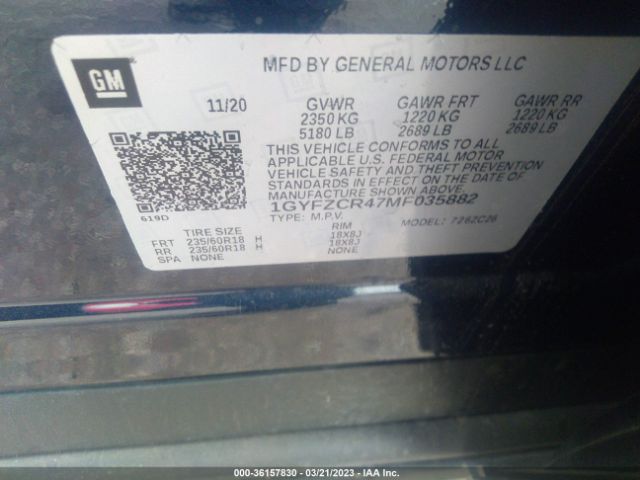 GM
MFD BY GENERAL MOTORS LLC
11/20 GVWR GAWR FRT GAWR RR
2350 KG 1220 KG 1220 KG
5180 LB 2689 LB 2689 LB
THIS VEHICLE CONFORMS TO ALL
APPLICABLE U.S. FEDERAL MOTOR
VEHICLE SAFETY AND THEFT PREVENTION
STANDARDS IN EFFECT ON THE DATE OF
MANUFACTURE SHOWN ABOVE.
1GYFZCR47MF035882
619D
TYPE: M.P.V. MODEL: 7262C26
TIRE SIZE RIM
FRT 235/60R18 H 18X8J
RR 235/60R18 H 18X8J
SPA NONE NONE
000-36157830 - 03/21/2023 - IAA Inc.